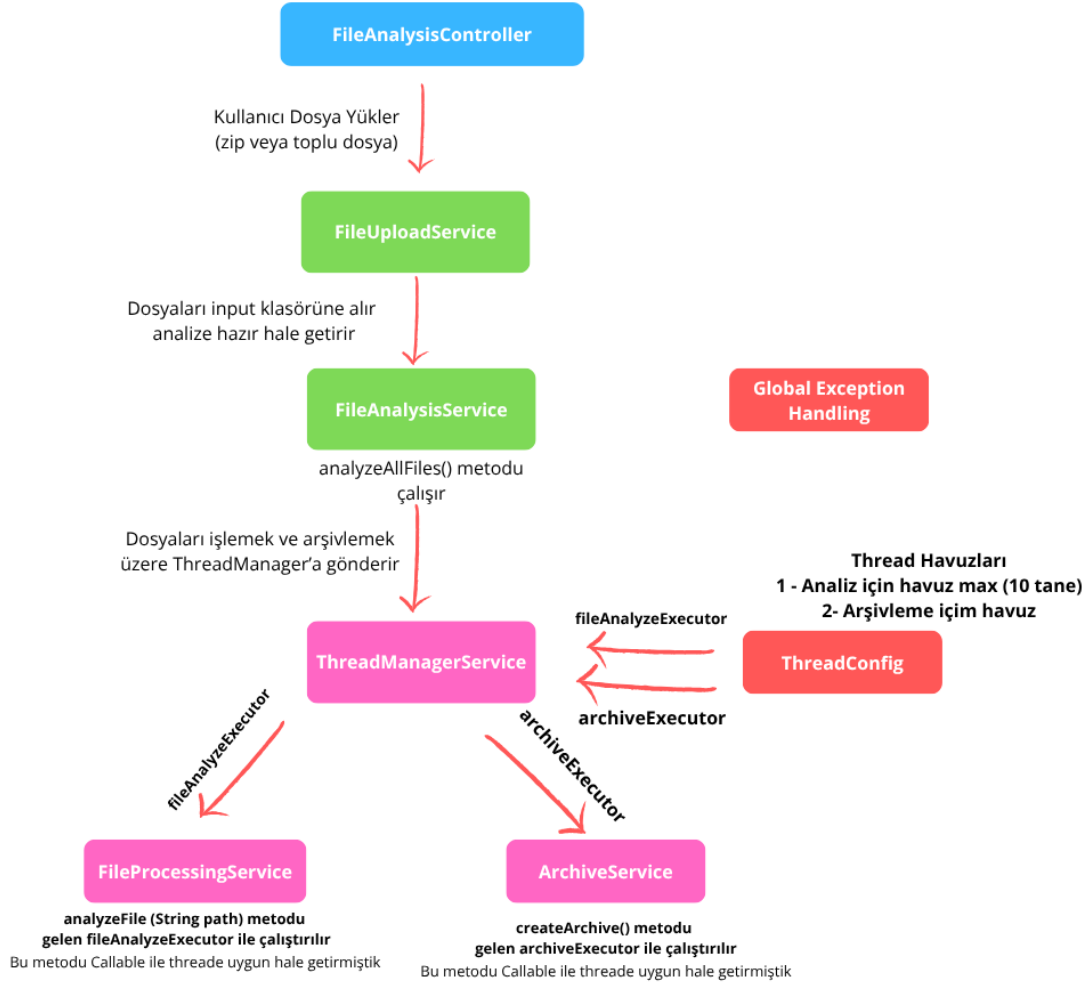 FileAnalysisController
Kullanıcı Dosya Yükler
(zip veya toplu dosya)
FileUploadService
Dosyaları input klasörüne alır
analize hazır hale getirir
FileAnalysisService
Global Exception
Handling
analyzeAllFiles() metodu
çalışır
Dosyaları işlemek ve arşivlemek
üzere ThreadManager’a gönderir
Thread Havuzları
1 - Analiz için havuz max (10 tane)
2- Arşivleme içim havuz
fileAnalyzeExecutor
ThreadManagerService
ThreadConfig
archiveExecutor
fileAnalyzeExecutor
archiveExecutor
FileProcessingService
analyzeFile (String path) metodu
gelen fileAnalyzeExecutor ile çalıştırılır
Bu metodu Callable ile threade uygun hale getirmiştik
ArchiveService
createArchive() metodu
gelen archiveExecutor ile çalıştırılır
Bu metodu Callable ile threade uygun hale getirmiştik